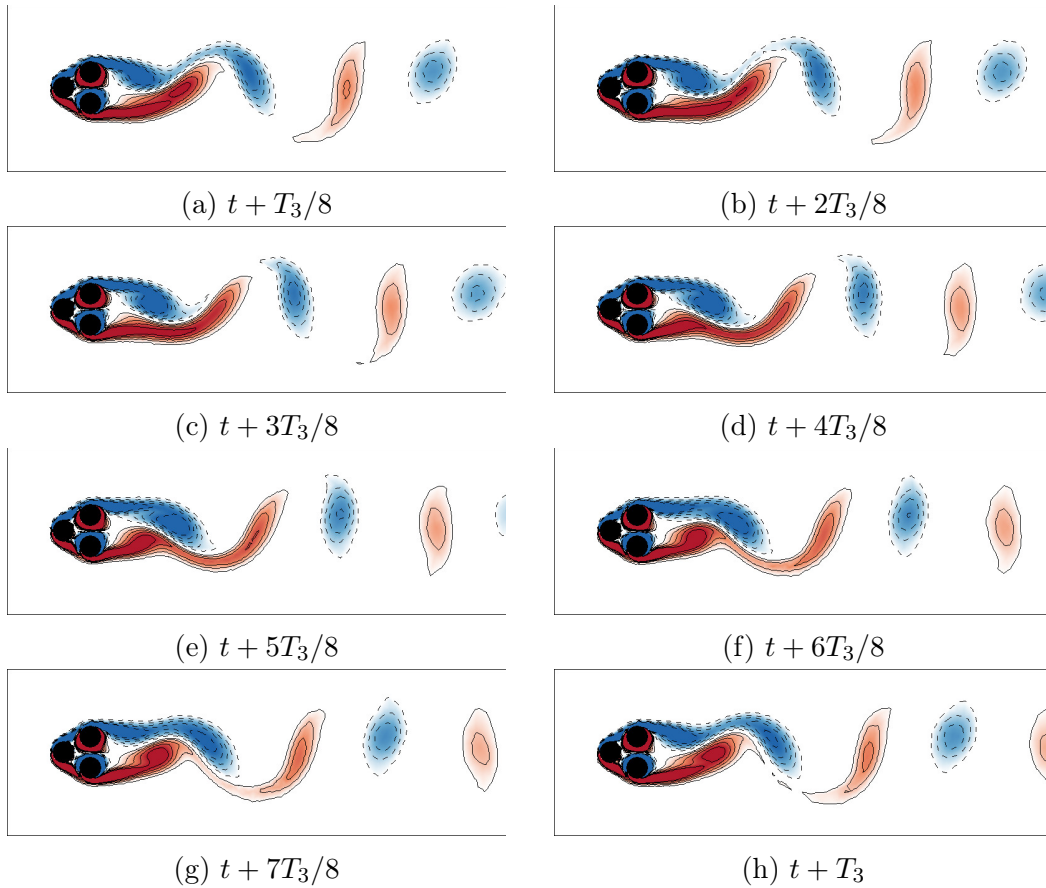 (a) t + T₃/8
(b) t + 2T₃/8
(c) t + 3T₃/8
(d) t + 4T₃/8
(e) t + 5T₃/8
(f) t + 6T₃/8
(g) t + 7T₃/8
(h) t + T₃